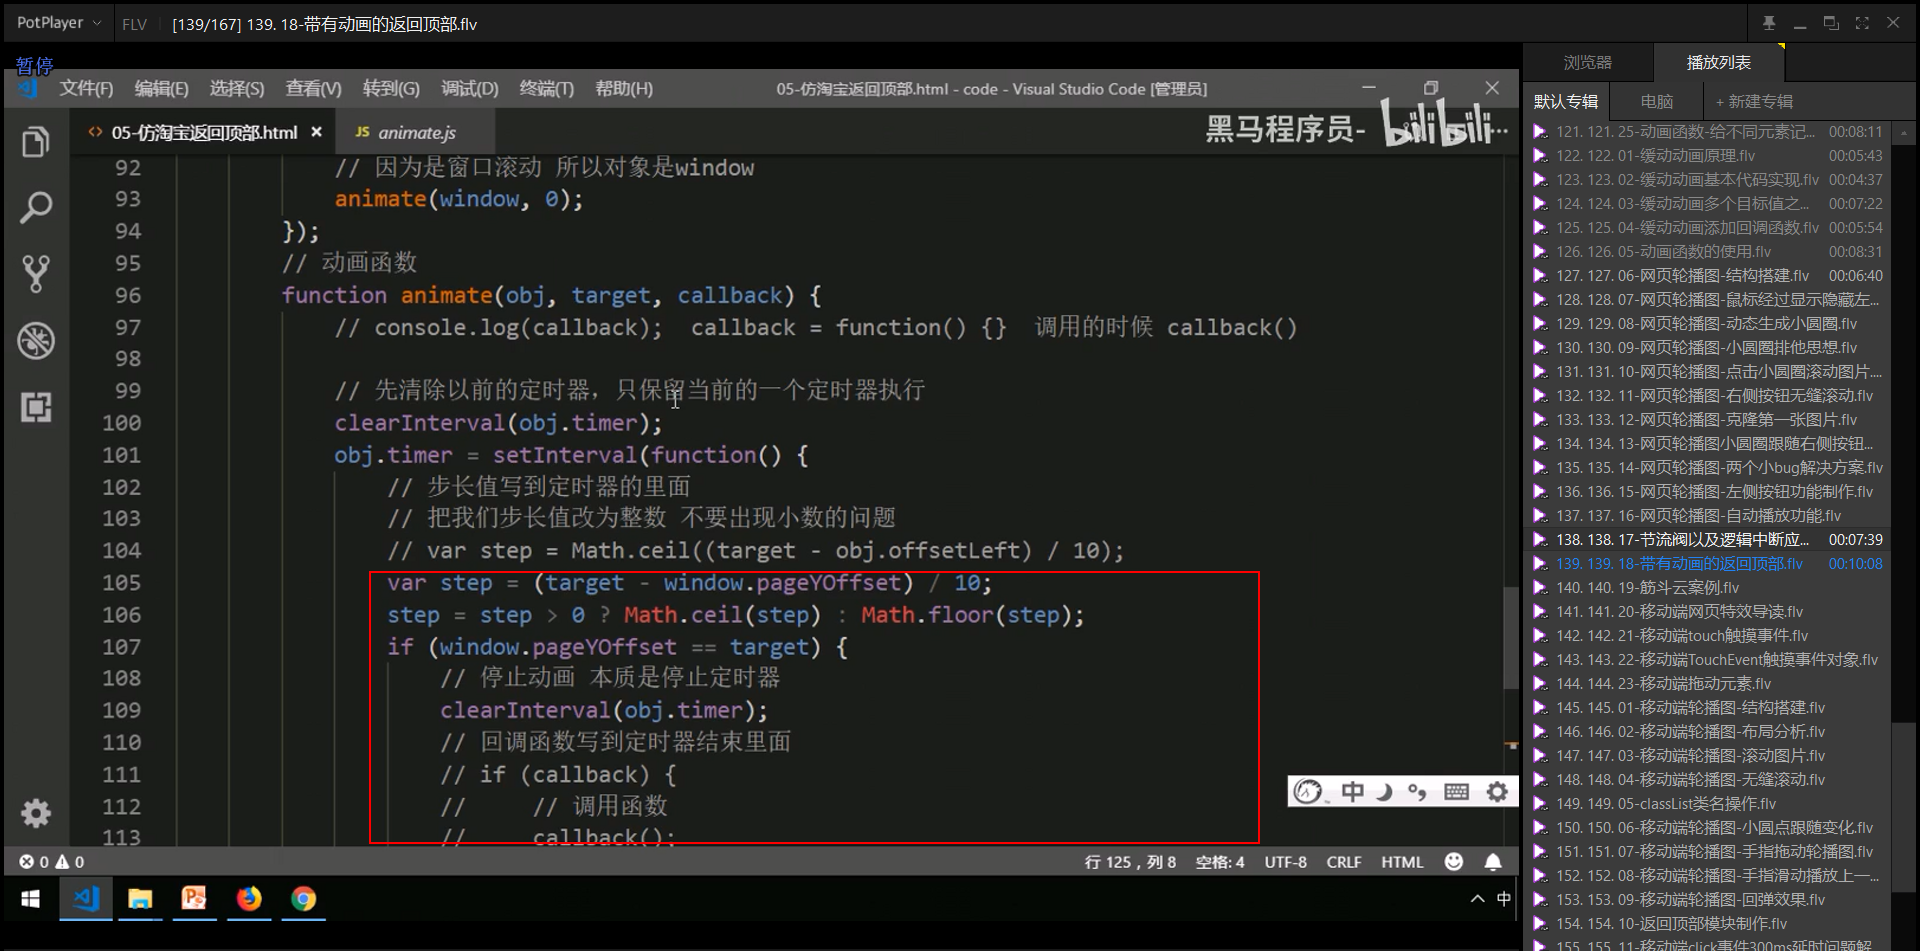 PotPlayer FLV [139/167] 139. 18-带有动画的返回顶部.flv
暂停
文件(F) 编辑(E) 选择(S) 查看(V) 转到(G) 调试(D) 终端(T) 帮助(H) 05-仿淘宝返回顶部.html - code - Visual Studio Code [管理员]
<> 05-仿淘宝返回顶部.html × JS animate.js
黑马程序员- bilibili ...
92 // 因为是窗口滚动 所以对象是window
93 animate(window, 0);
94 });
95 // 动画函数
96 function animate(obj, target, callback) {
97 // console.log(callback); callback = function() {} 调用的时候 callback()
98
99 // 先清除以前的定时器，只保留当前的一个定时器执行
100 clearInterval(obj.timer);
101 obj.timer = setInterval(function() {
102 // 步长值写到定时器的里面
103 // 把我们步长值改为整数 不要出现小数的问题
104 // var step = Math.ceil((target - obj.offsetLeft) / 10);
105 var step = (target - window.pageYOffset) / 10;
106 step = step > 0 ? Math.ceil(step) : Math.floor(step);
107 if (window.pageYOffset == target) {
108 // 停止动画 本质是停止定时器
109 clearInterval(obj.timer);
110 // 回调函数写到定时器结束里面
111 // if (callback) {
112 // // 调用函数
113 // callback();
中
0 0 行 125，列 8 空格: 4 UTF-8 CRLF HTML
中
浏览器 播放列表
默认专辑 电脑 + 新建专辑
121. 121. 25-动画函数-给不同元素记... 00:08:11
122. 122. 01-缓动动画原理.flv 00:05:43
123. 123. 02-缓动动画基本代码实现.flv 00:04:37
124. 124. 03-缓动动画多个目标值之... 00:07:22
125. 125. 04-缓动动画添加回调函数.flv 00:05:54
126. 126. 05-动画函数的使用.flv 00:08:31
127. 127. 06-网页轮播图-结构搭建.flv 00:06:40
128. 128. 07-网页轮播图-鼠标经过显示隐藏左...
129. 129. 08-网页轮播图-动态生成小圆圈.flv
130. 130. 09-网页轮播图-小圆圈排他思想.flv
131. 131. 10-网页轮播图-点击小圆圈滚动图片....
132. 132. 11-网页轮播图-右侧按钮无缝滚动.flv
133. 133. 12-网页轮播图-克隆第一张图片.flv
134. 134. 13-网页轮播图小圆圈跟随右侧按钮...
135. 135. 14-网页轮播图-两个小bug解决方案.flv
136. 136. 15-网页轮播图-左侧按钮功能制作.flv
137. 137. 16-网页轮播图-自动播放功能.flv
138. 138. 17-节流阀以及逻辑中断应... 00:07:39
139. 139. 18-带有动画的返回顶部.flv 00:10:08
140. 140. 19-筋斗云案例.flv
141. 141. 20-移动端网页特效导读.flv
142. 142. 21-移动端touch触摸事件.flv
143. 143. 22-移动端TouchEvent触摸事件对象.flv
144. 144. 23-移动端拖动元素.flv
145. 145. 01-移动端轮播图-结构搭建.flv
146. 146. 02-移动端轮播图-布局分析.flv
147. 147. 03-移动端轮播图-滚动图片.flv
148. 148. 04-移动端轮播图-无缝滚动.flv
149. 149. 05-classList类名操作.flv
150. 150. 06-移动端轮播图-小圆点跟随变化.flv
151. 151. 07-移动端轮播图-手指拖动轮播图.flv
152. 152. 08-移动端轮播图-手指滑动播放上一...
153. 153. 09-移动端轮播图-回弹效果.flv
154. 154. 10-返回顶部模块制作.flv
155. 155. 11-移动端click事件300ms延时问题解